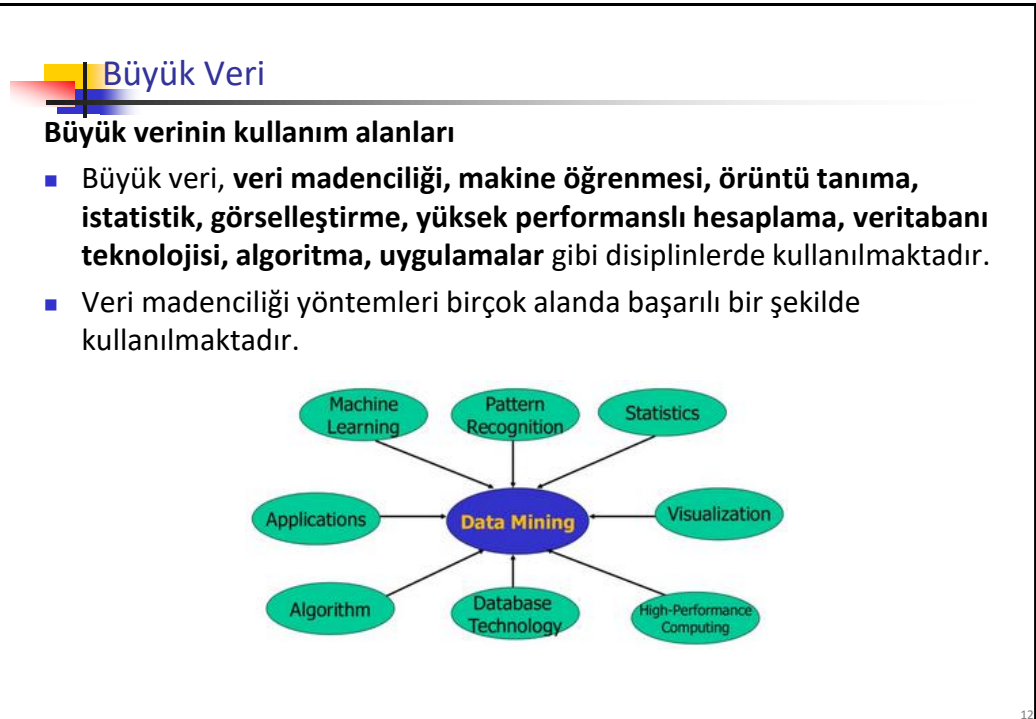 Büyük Veri
Büyük verinin kullanım alanları
Büyük veri, veri madenciliği, makine öğrenmesi, örüntü tanıma,
istatistik, görselleştirme, yüksek performanslı hesaplama, veritabanı
teknolojisi, algoritma, uygulamalar gibi disiplinlerde kullanılmaktadır.
Veri madenciliği yöntemleri birçok alanda başarılı bir şekilde
kullanılmaktadır.
Machine
Learning
Pattern
Recognition
Statistics
Applications
Data Mining
Visualization
Algorithm
Database
Technology
High-Performance
Computing
12